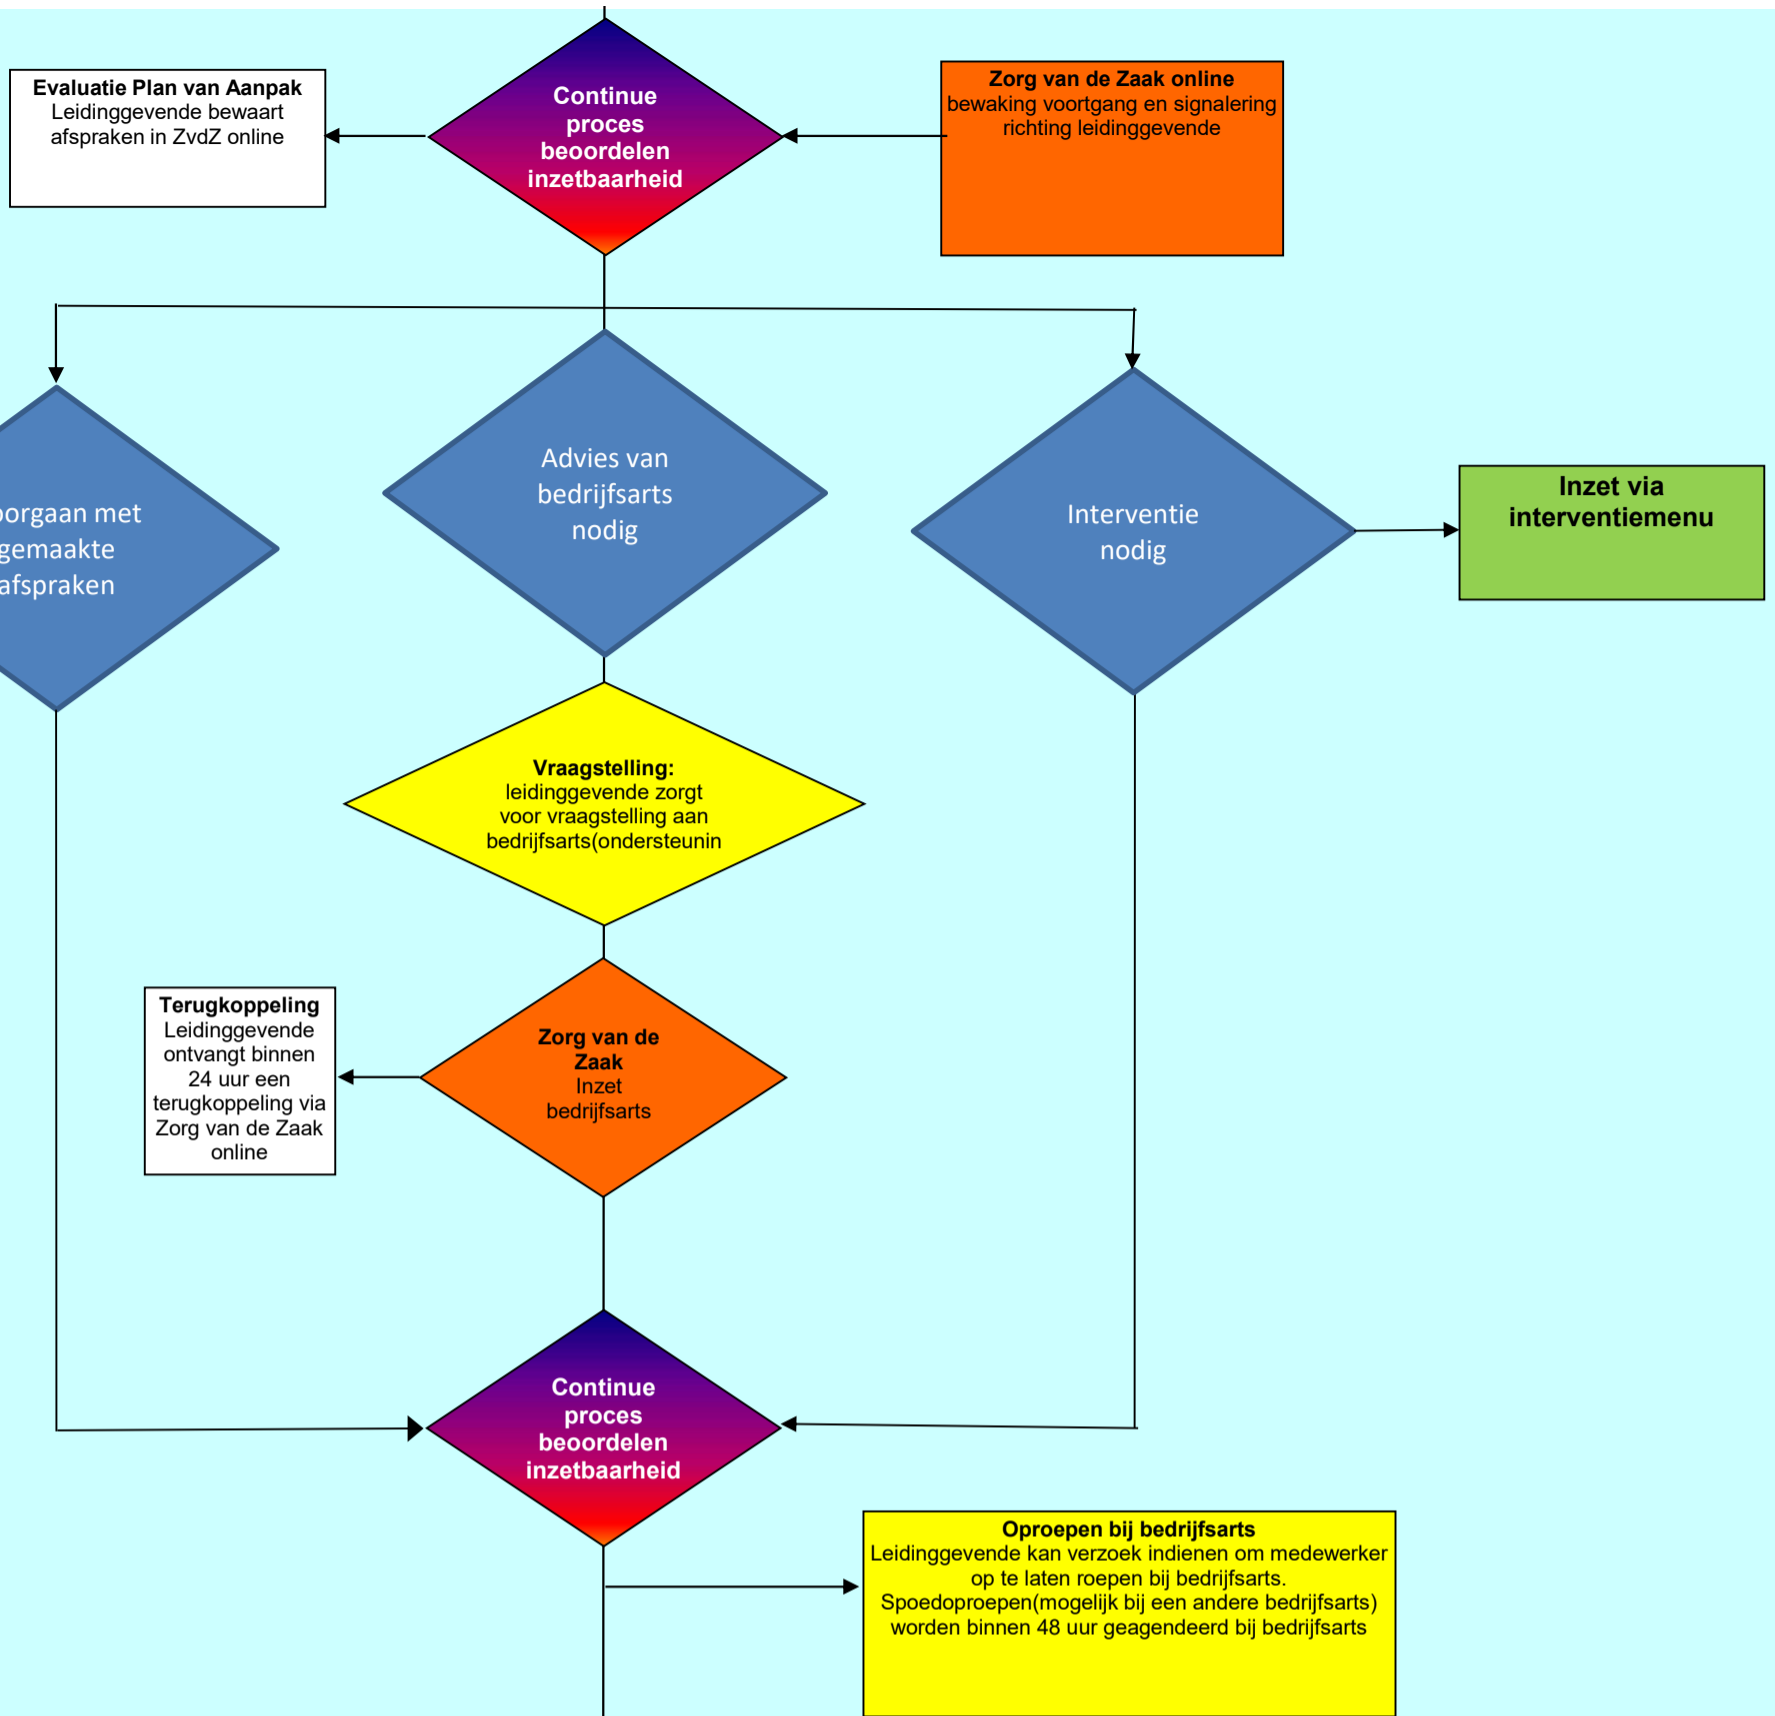 Evaluatie Plan van Aanpak
Leidinggevende bewaart
afspraken in ZvdZ online
Continue
proces
beoordelen
inzetbaarheid
Zorg van de Zaak online
bewaking voortgang en signalering
richting leidinggevende
oorgaan met
gemaakte
afspraken
Advies van
bedrijfsarts
nodig
Interventie
nodig
Inzet via
interventiemenu
Vraagstelling:
leidinggevende zorgt
voor vraagstelling aan
bedrijfsarts(ondersteunin
Terugkoppeling
Leidinggevende
ontvangt binnen
24 uur een
terugkoppeling via
Zorg van de Zaak
online
Zorg van de
Zaak
Inzet
bedrijfsarts
Continue
proces
beoordelen
inzetbaarheid
Oproepen bij bedrijfsarts
Leidinggevende kan verzoek indienen om medewerker
op te laten roepen bij bedrijfsarts.
Spoedoproepen(mogelijk bij een andere bedrijfsarts)
worden binnen 48 uur geagendeerd bij bedrijfsarts